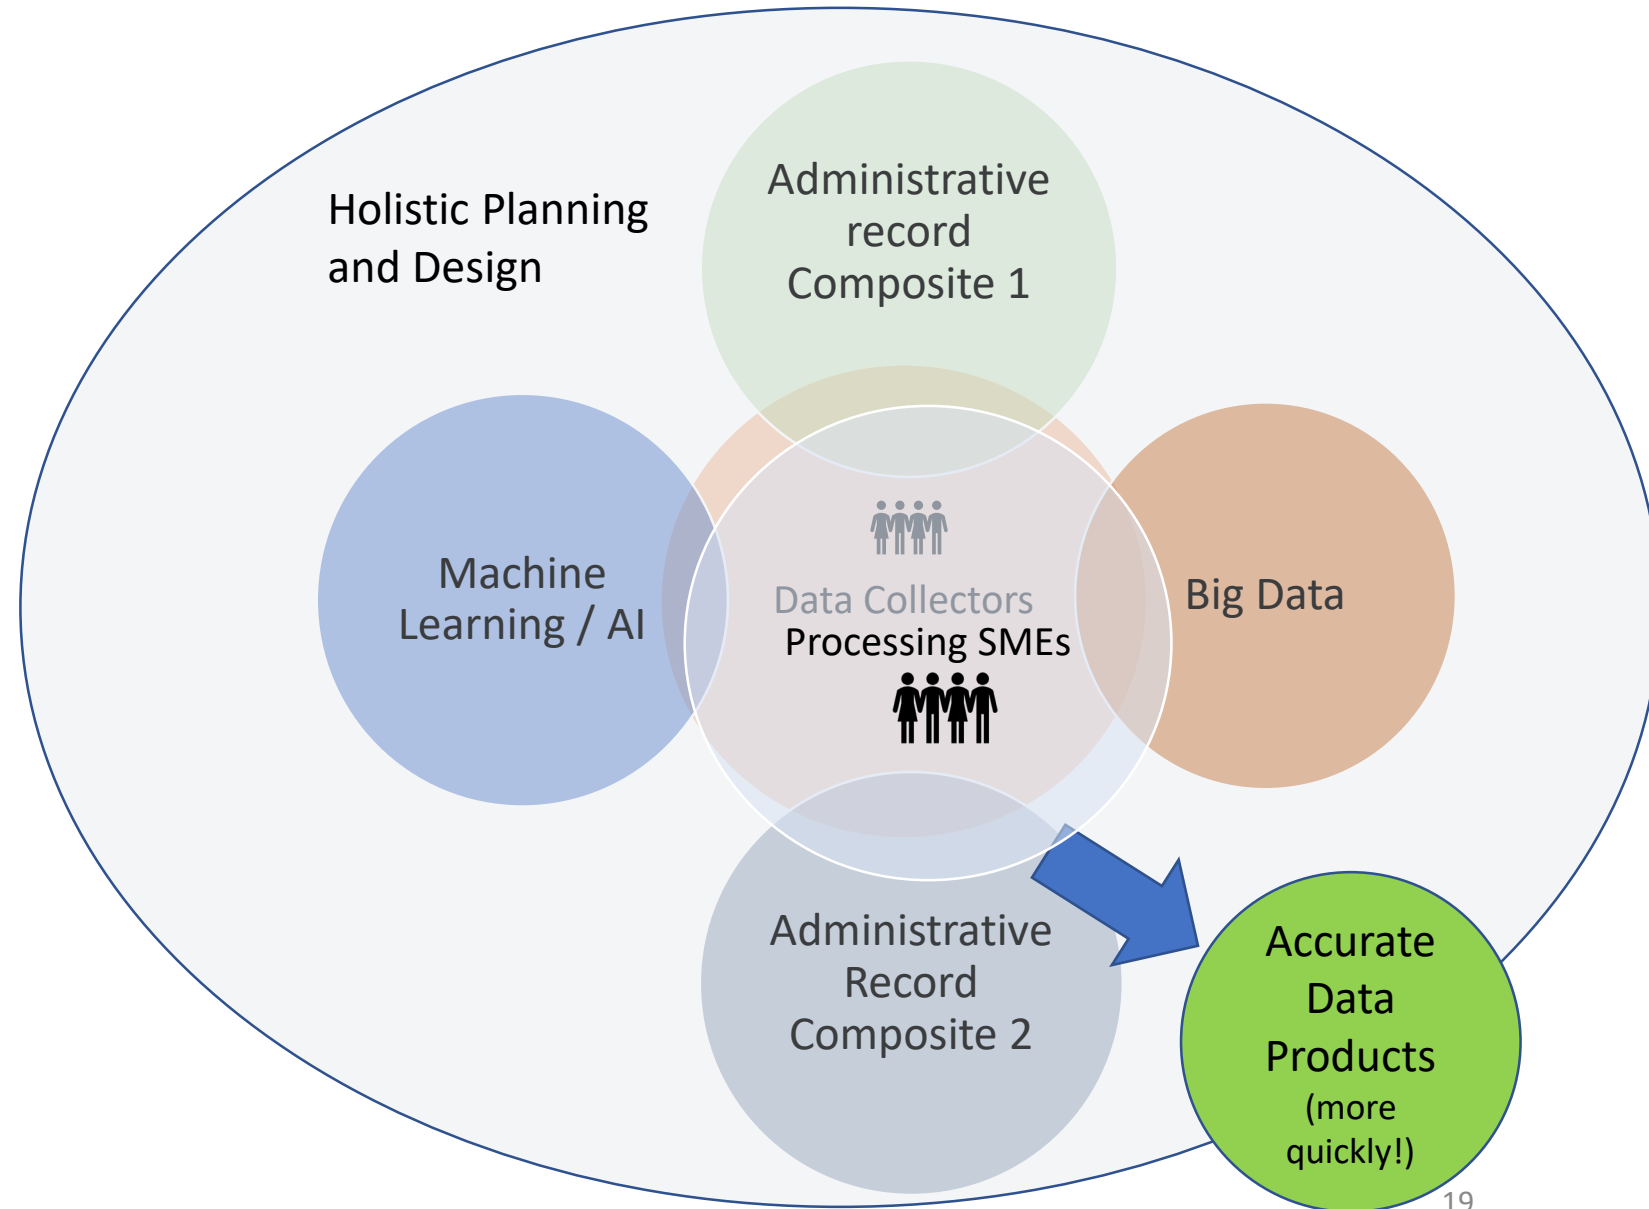 Holistic Planning
and Design
Administrative
record
Composite 1
Machine
Learning / AI
Data Collectors
Processing SMEs
Big Data
Administrative
Record
Composite 2
Accurate
Data
Products
(more
quickly!)
19